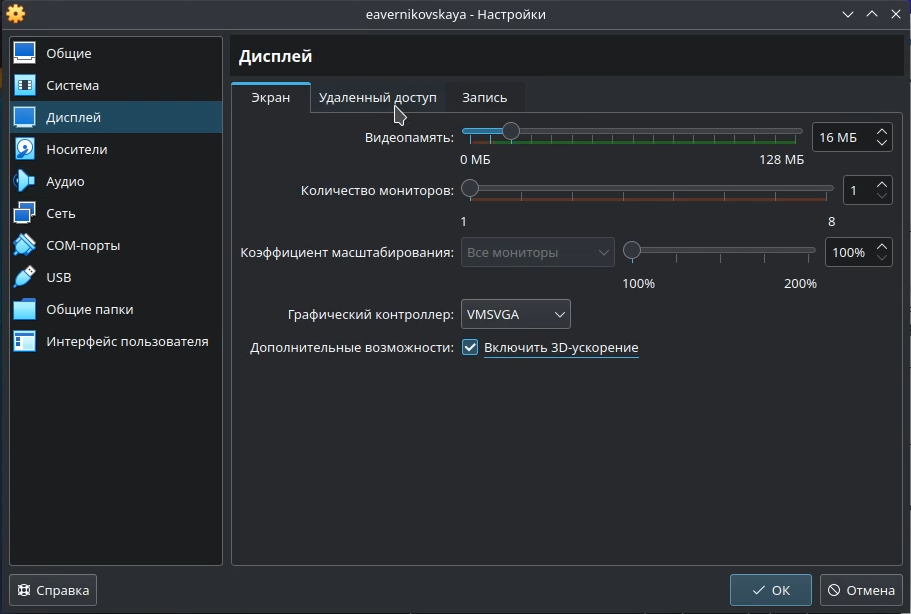 eavernikovskaya - Настройки
Общие
Система
Дисплей
Носители
Аудио
Сеть
COM-порты
USB
Общие папки
Интерфейс пользователя
Дисплей
Экран Удаленный доступ Запись
Видеопамять: 16 МБ
0 МБ 128 МБ
Количество мониторов: 1
1 8
Коэффициент масштабирования: Все мониторы 100%
100% 200%
Графический контроллер: VMSVGA
Дополнительные возможности: Включить 3D-ускорение
Справка OK Отмена